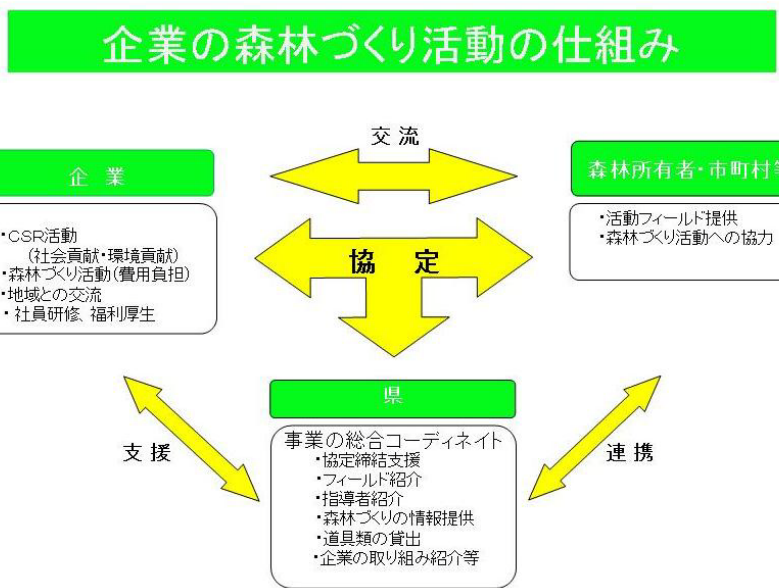 企業の森林づくり活動の仕組み
交流
企業
森林所有者・市町村等
・CSR活動
(社会貢献・環境貢献)
・森林づくり活動(費用負担)
・地域との交流
・社員研修、福利厚生
・活動フィールド提供
・森林づくり活動への協力
協定
県
支援
連携
事業の総合コーディネイト
・協定締結支援
・フィールド紹介
・指導者紹介
・森林づくりの情報提供
・道具類の貸出
・企業の取り組み紹介等